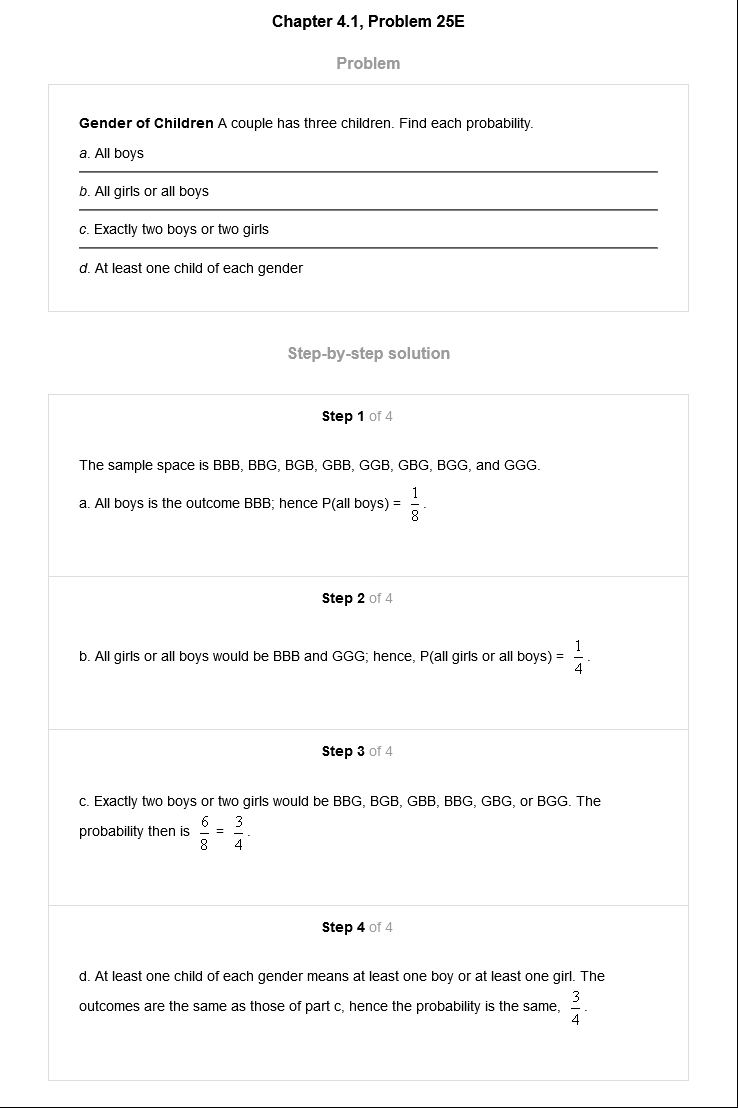 Chapter 4.1, Problem 25E
Problem
Gender of Children A couple has three children. Find each probability.
a. All boys
b. All girls or all boys
c. Exactly two boys or two girls
d. At least one child of each gender
Step-by-step solution
Step 1 of 4
The sample space is BBB, BBG, BGB, GBB, GGB, GBG, BGG, and GGG.
a. All boys is the outcome BBB; hence P(all boys) = 1/8.
Step 2 of 4
b. All girls or all boys would be BBB and GGG; hence, P(all girls or all boys) = 1/4.
Step 3 of 4
c. Exactly two boys or two girls would be BBG, BGB, GBB, BBG, GBG, or BGG. The
probability then is 6/8 = 3/4.
Step 4 of 4
d. At least one child of each gender means at least one boy or at least one girl. The
outcomes are the same as those of part c, hence the probability is the same, 3/4.